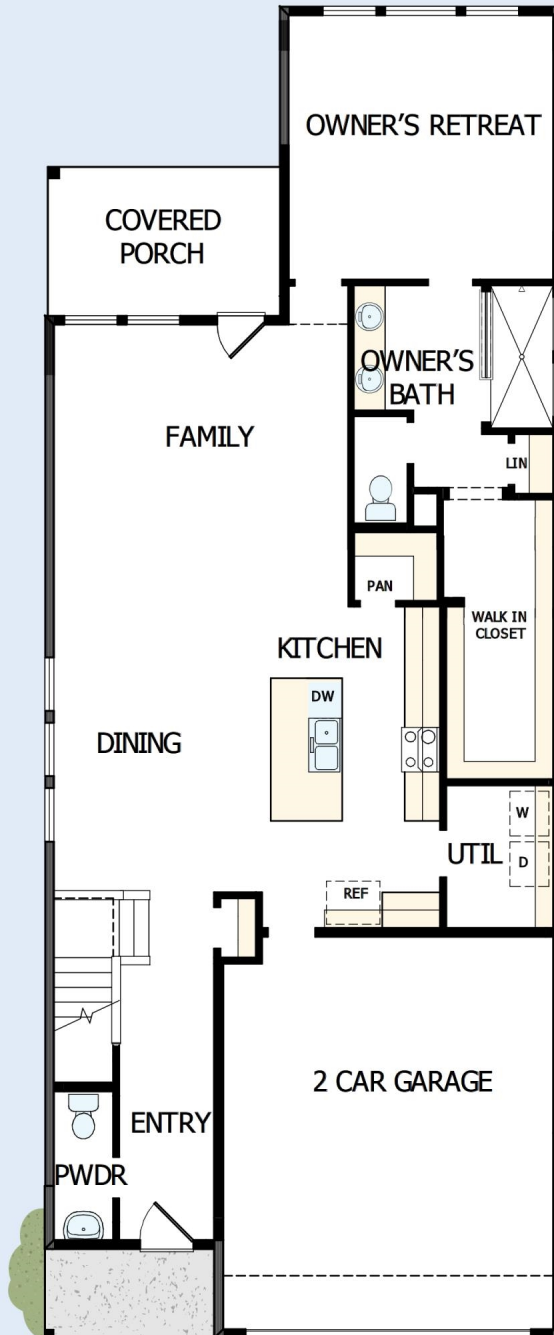 OWNER'S RETREAT
COVERED
PORCH
OWNER'S
BATH
FAMILY
LIN
PAN
WALK IN
CLOSET
KITCHEN
DW
DINING
W
UTIL
D
REF
2 CAR GARAGE
ENTRY
PWDR